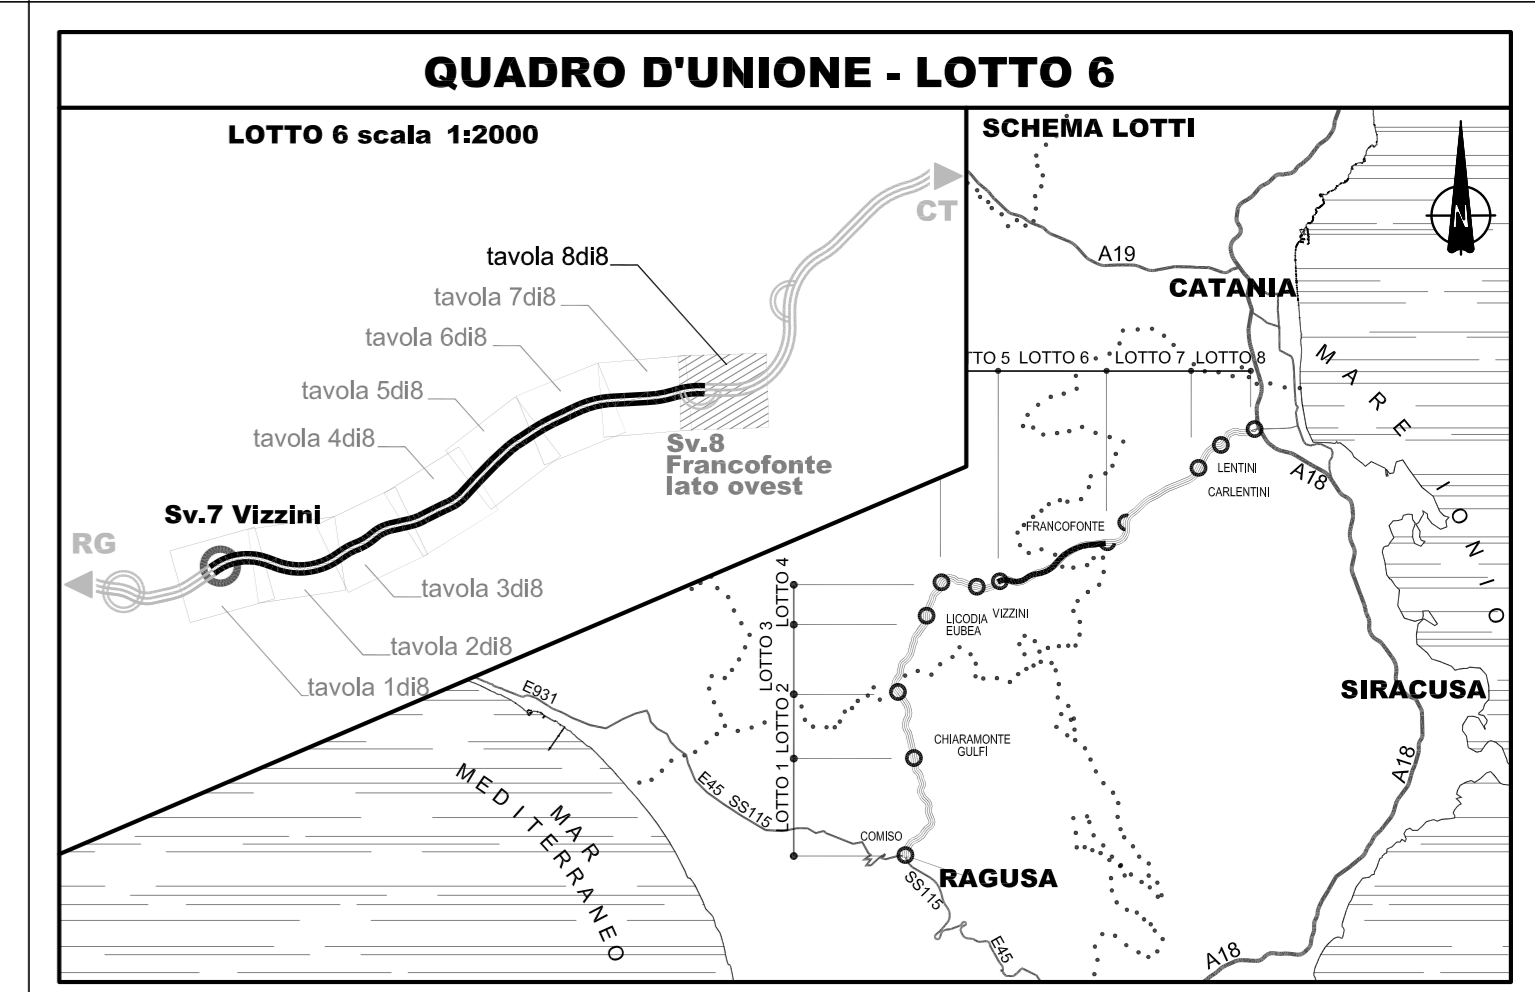 QUADRO D'UNIONE - LOTTO 6
LOTTO 6 scala 1:2000
CT
tavola 8di8
tavola 7di8
tavola 6di8
tavola 5di8
tavola 4di8
Sv.8
Francofonte
lato ovest
Sv.7 Vizzini
RG
tavola 3di8
tavola 2di8
tavola 1di8
SCHEMA LOTTI
N
A19
CATANIA
TTO 5 LOTTO 6 LOTTO 7 LOTTO 8
MARE
IONIO
LENTINI
CARLENTINI
A18
FRANCOFONTE
LOTTO 4
LOTTO 3
LOTTO 2
LOTTO 1
LICODIA
EUBEA
VIZZINI
SIRACUSA
E931
CHIARAMONTE
GULFI
A18
MAR
MEDITERRANEO
E45 SS115
COMISO
RAGUSA
SS115
E45
A18